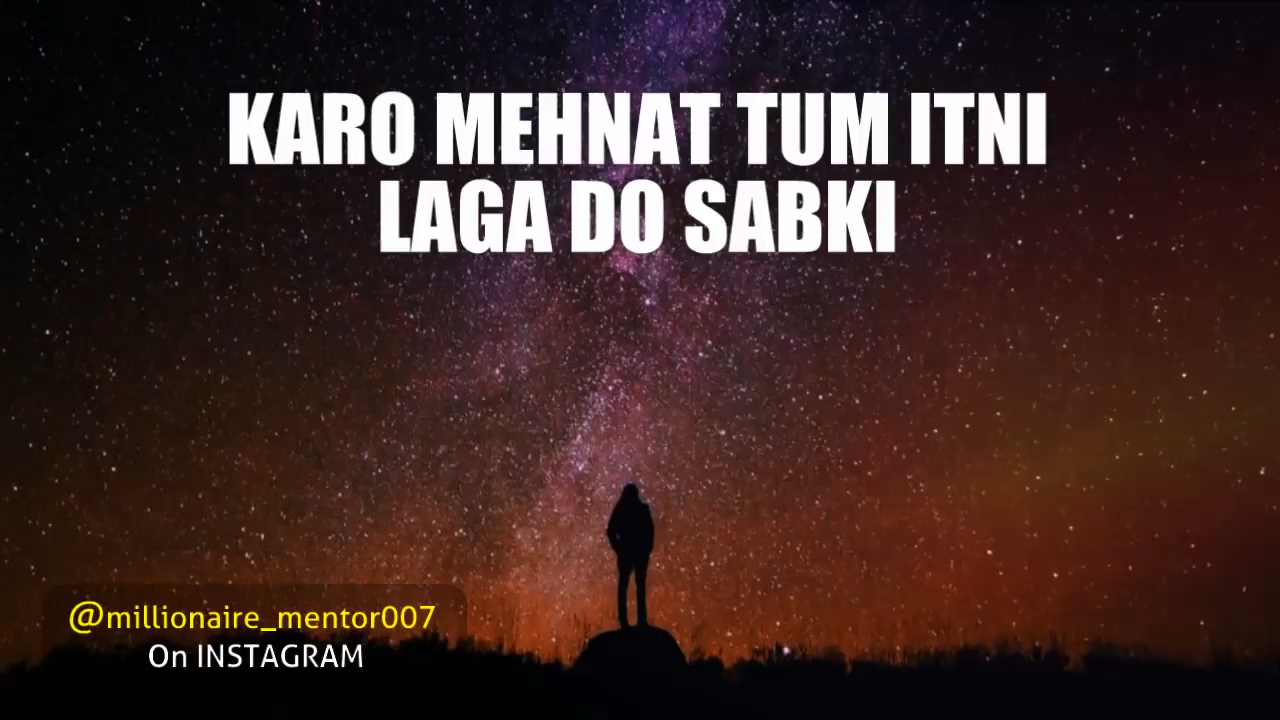 KARO MEHNAT TUM ITNI
LAGA DO SABKI
@millionaire_mentor007
On INSTAGRAM